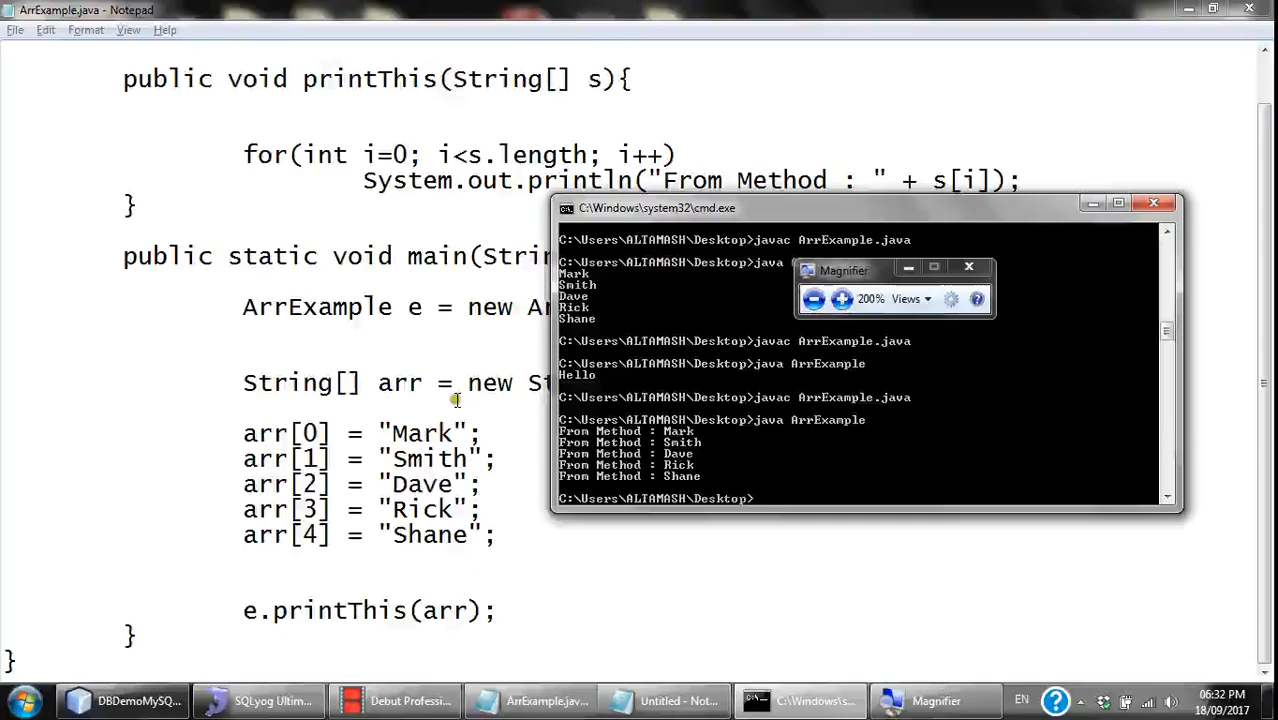 ArrExample.java - Notepad
File Edit Format View Help
public void printThis(String[] s){
for(int i=0; i<s.length; i++)
System.out.println("From Method : " + s[i]);
}
public static void main(Strin
ArrExample e = new Ar
String[] arr = new St
arr[0] = "Mark";
arr[1] = "Smith";
arr[2] = "Dave";
arr[3] = "Rick";
arr[4] = "Shane";
e.printThis(arr);
}
}
C:\Windows\system32\cmd.exe
C:\Users\ALTAMASH\Desktop>javac ArrExample.java
C:\Users\ALTAMASH\Desktop>java
Mark
Smith
Dave
Rick
Shane
C:\Users\ALTAMASH\Desktop>javac ArrExample.java
C:\Users\ALTAMASH\Desktop>java ArrExample
Hello
C:\Users\ALTAMASH\Desktop>javac ArrExample.java
C:\Users\ALTAMASH\Desktop>java ArrExample
From Method : Mark
From Method : Smith
From Method : Dave
From Method : Rick
From Method : Shane
C:\Users\ALTAMASH\Desktop>
Magnifier
200% Views
DBDemoMySQ... SQLyog Ultim... Debut Professi... ArrExample.jav... Untitled - Not... C:\Windows\s... Magnifier EN 06:32 PM
18/09/2017